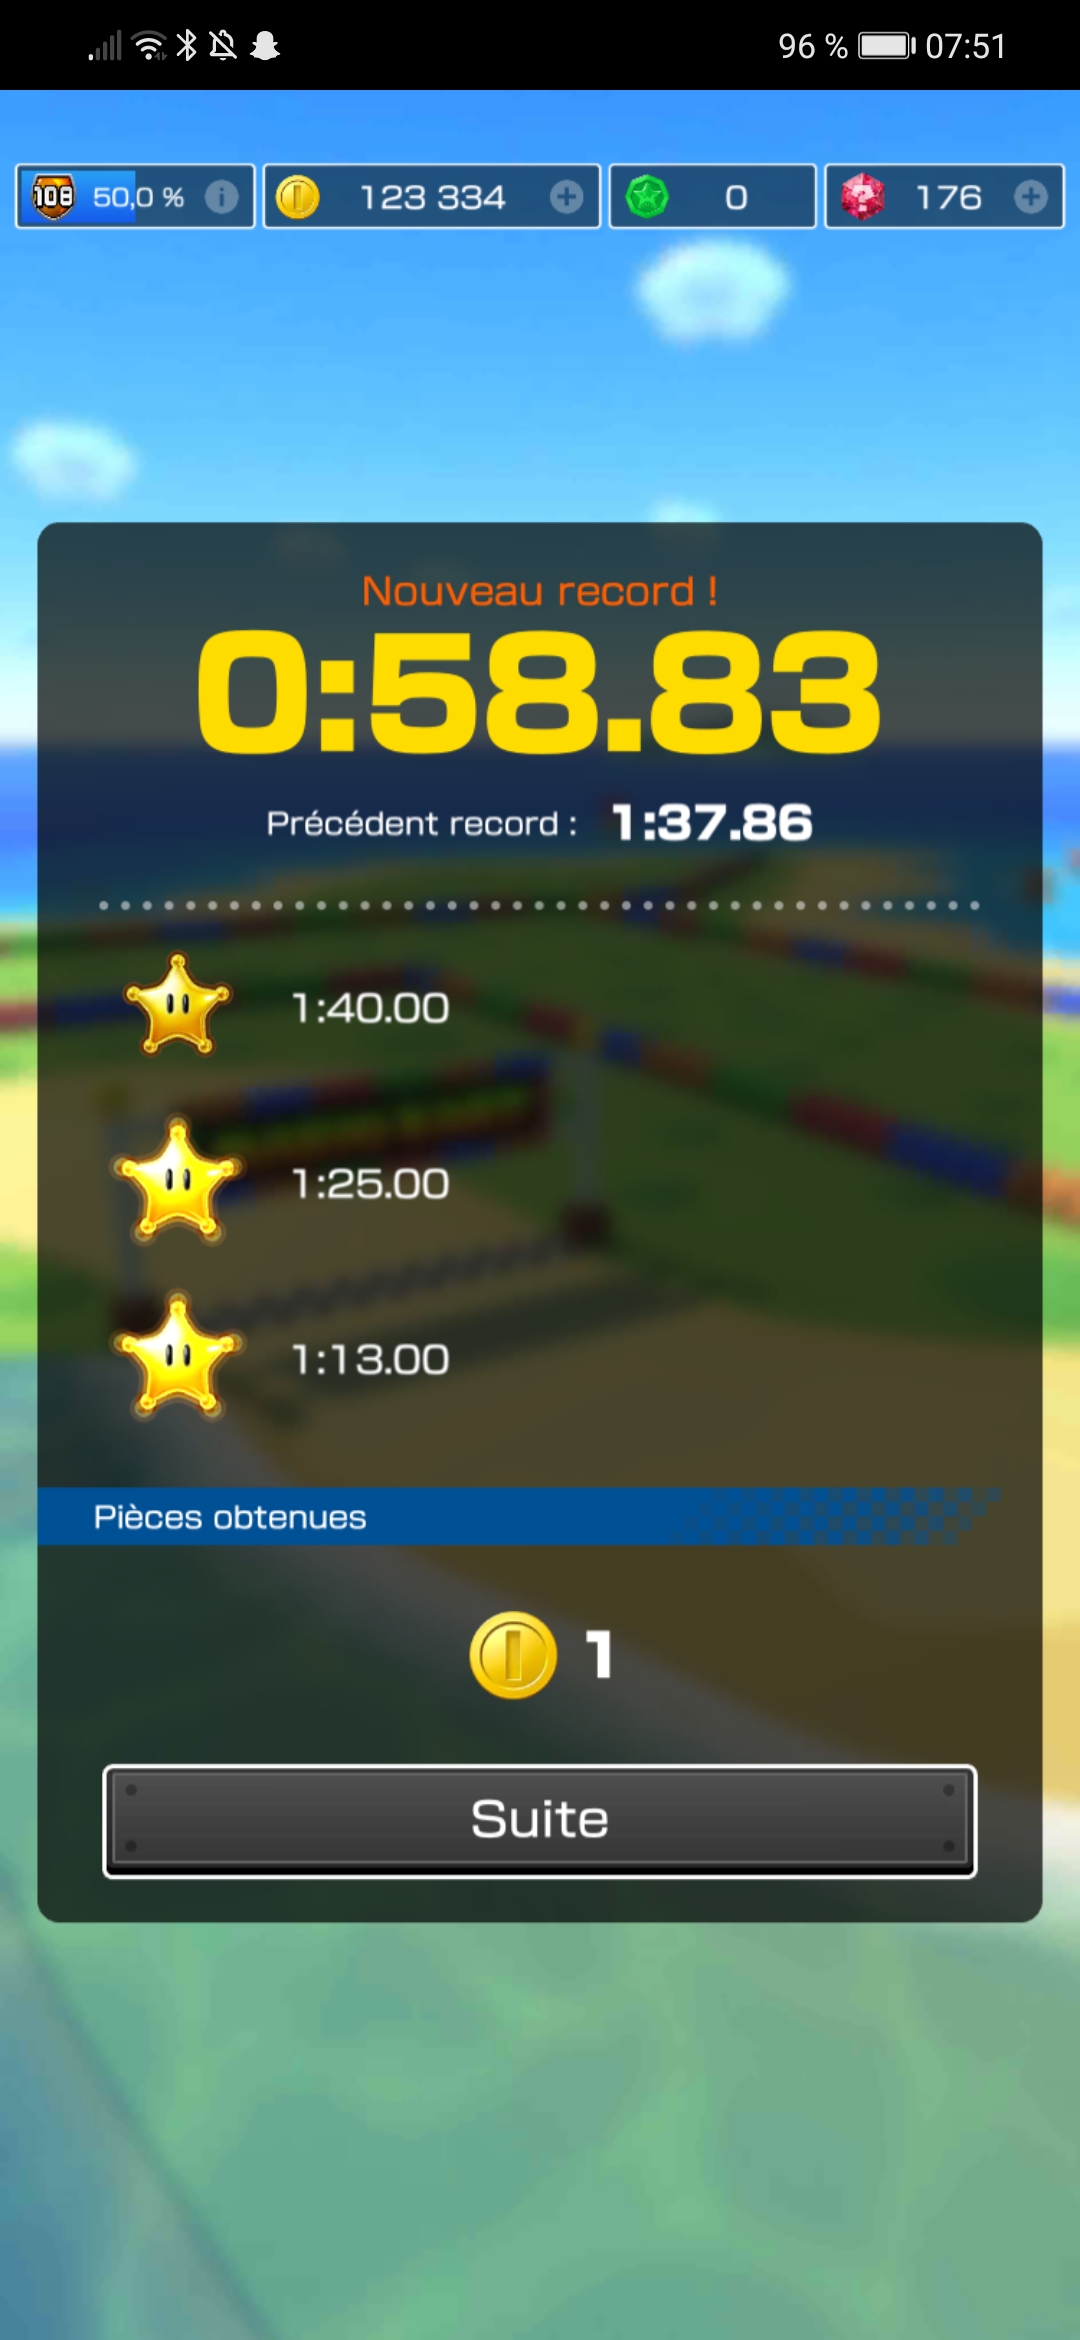 96 % 07:51
108 50,0 % i 123 334 + 0 ? 176 +
Nouveau record !
0:58.83
Précédent record : 1:37.86
1:40.00
1:25.00
1:13.00
Pièces obtenues
1
Suite